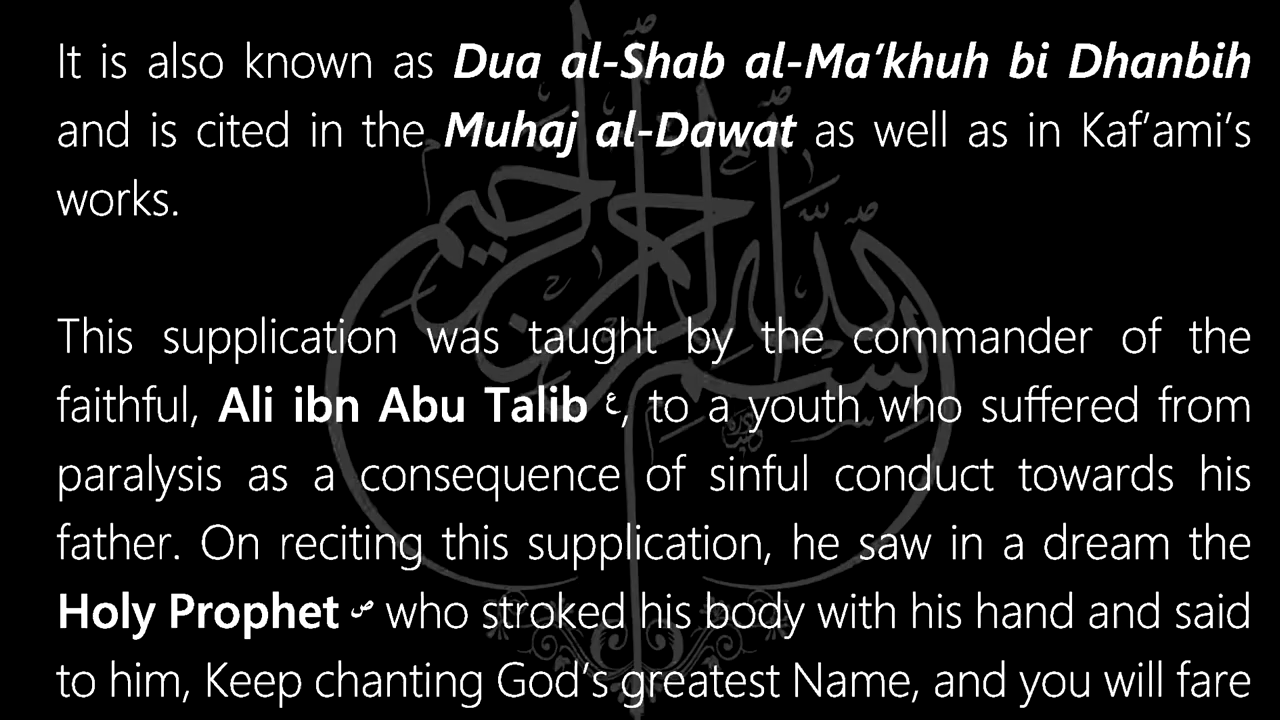 It is also known as Dua al-Shab al-Ma’khuh bi Dhanbih
and is cited in the Muhaj al-Dawat as well as in Kaf’ami’s
works.
This supplication was taught by the commander of the
faithful, Ali ibn Abu Talib ؑ, to a youth who suffered from
paralysis as a consequence of sinful conduct towards his
father. On reciting this supplication, he saw in a dream the
Holy Prophet ؐ who stroked his body with his hand and said
to him, Keep chanting God’s greatest Name, and you will fare
بسم الله الرحمن الرحيم